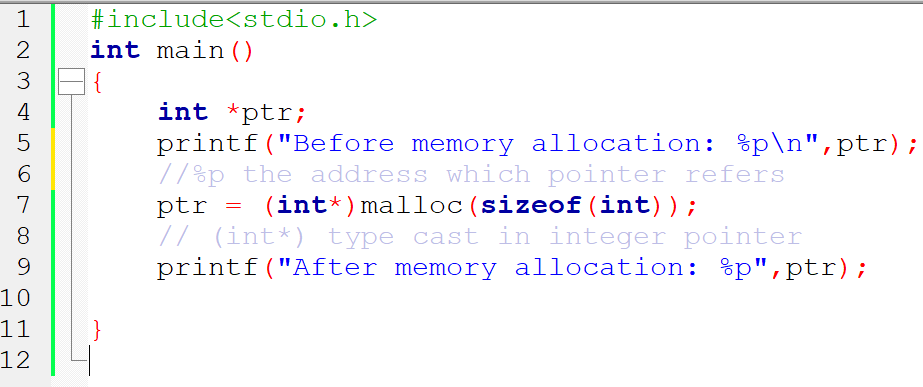 1 #include<stdio.h>
2 int main()
3 {
4 int *ptr;
5 printf("Before memory allocation: %p\n",ptr);
6 //%p the address which pointer refers
7 ptr = (int*)malloc(sizeof(int));
8 // (int*) type cast in integer pointer
9 printf("After memory allocation: %p",ptr);
10
11 }
12